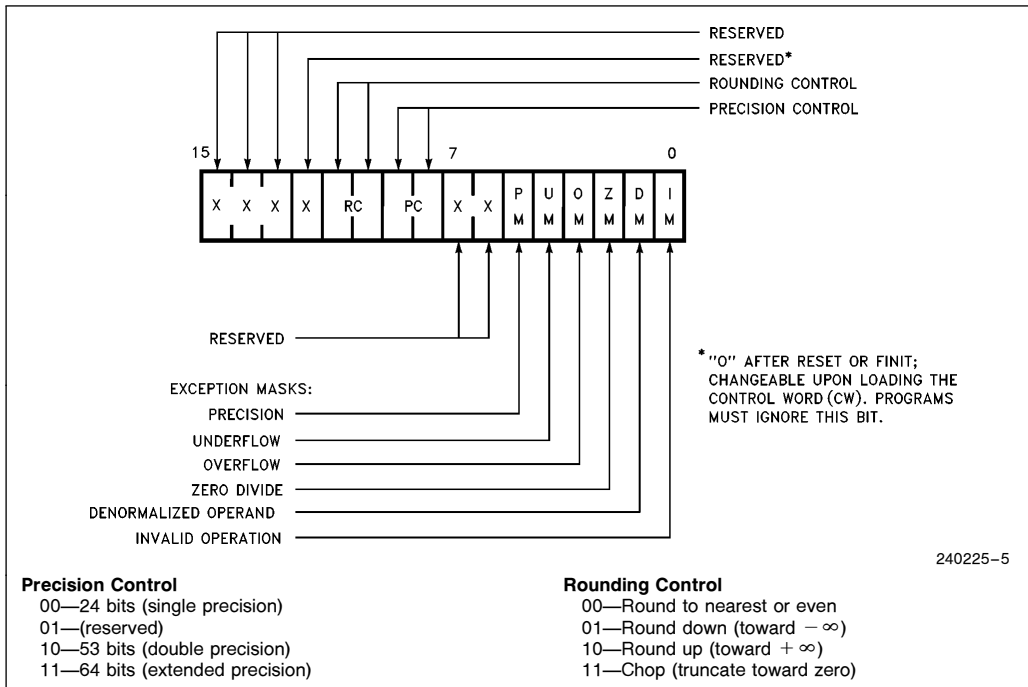 RESERVED
RESERVED*
ROUNDING CONTROL
PRECISION CONTROL
15 7 0
X X X X RC PC X X P M U M O M Z M D M I M
RESERVED
EXCEPTION MASKS:
PRECISION
UNDERFLOW
OVERFLOW
ZERO DIVIDE
DENORMALIZED OPERAND
INVALID OPERATION
*"0" AFTER RESET OR FINIT;
CHANGEABLE UPON LOADING THE
CONTROL WORD (CW). PROGRAMS
MUST IGNORE THIS BIT.
240225–5
Precision Control
00—24 bits (single precision)
01—(reserved)
10—53 bits (double precision)
11—64 bits (extended precision)
Rounding Control
00—Round to nearest or even
01—Round down (toward −∞)
10—Round up (toward +∞)
11—Chop (truncate toward zero)